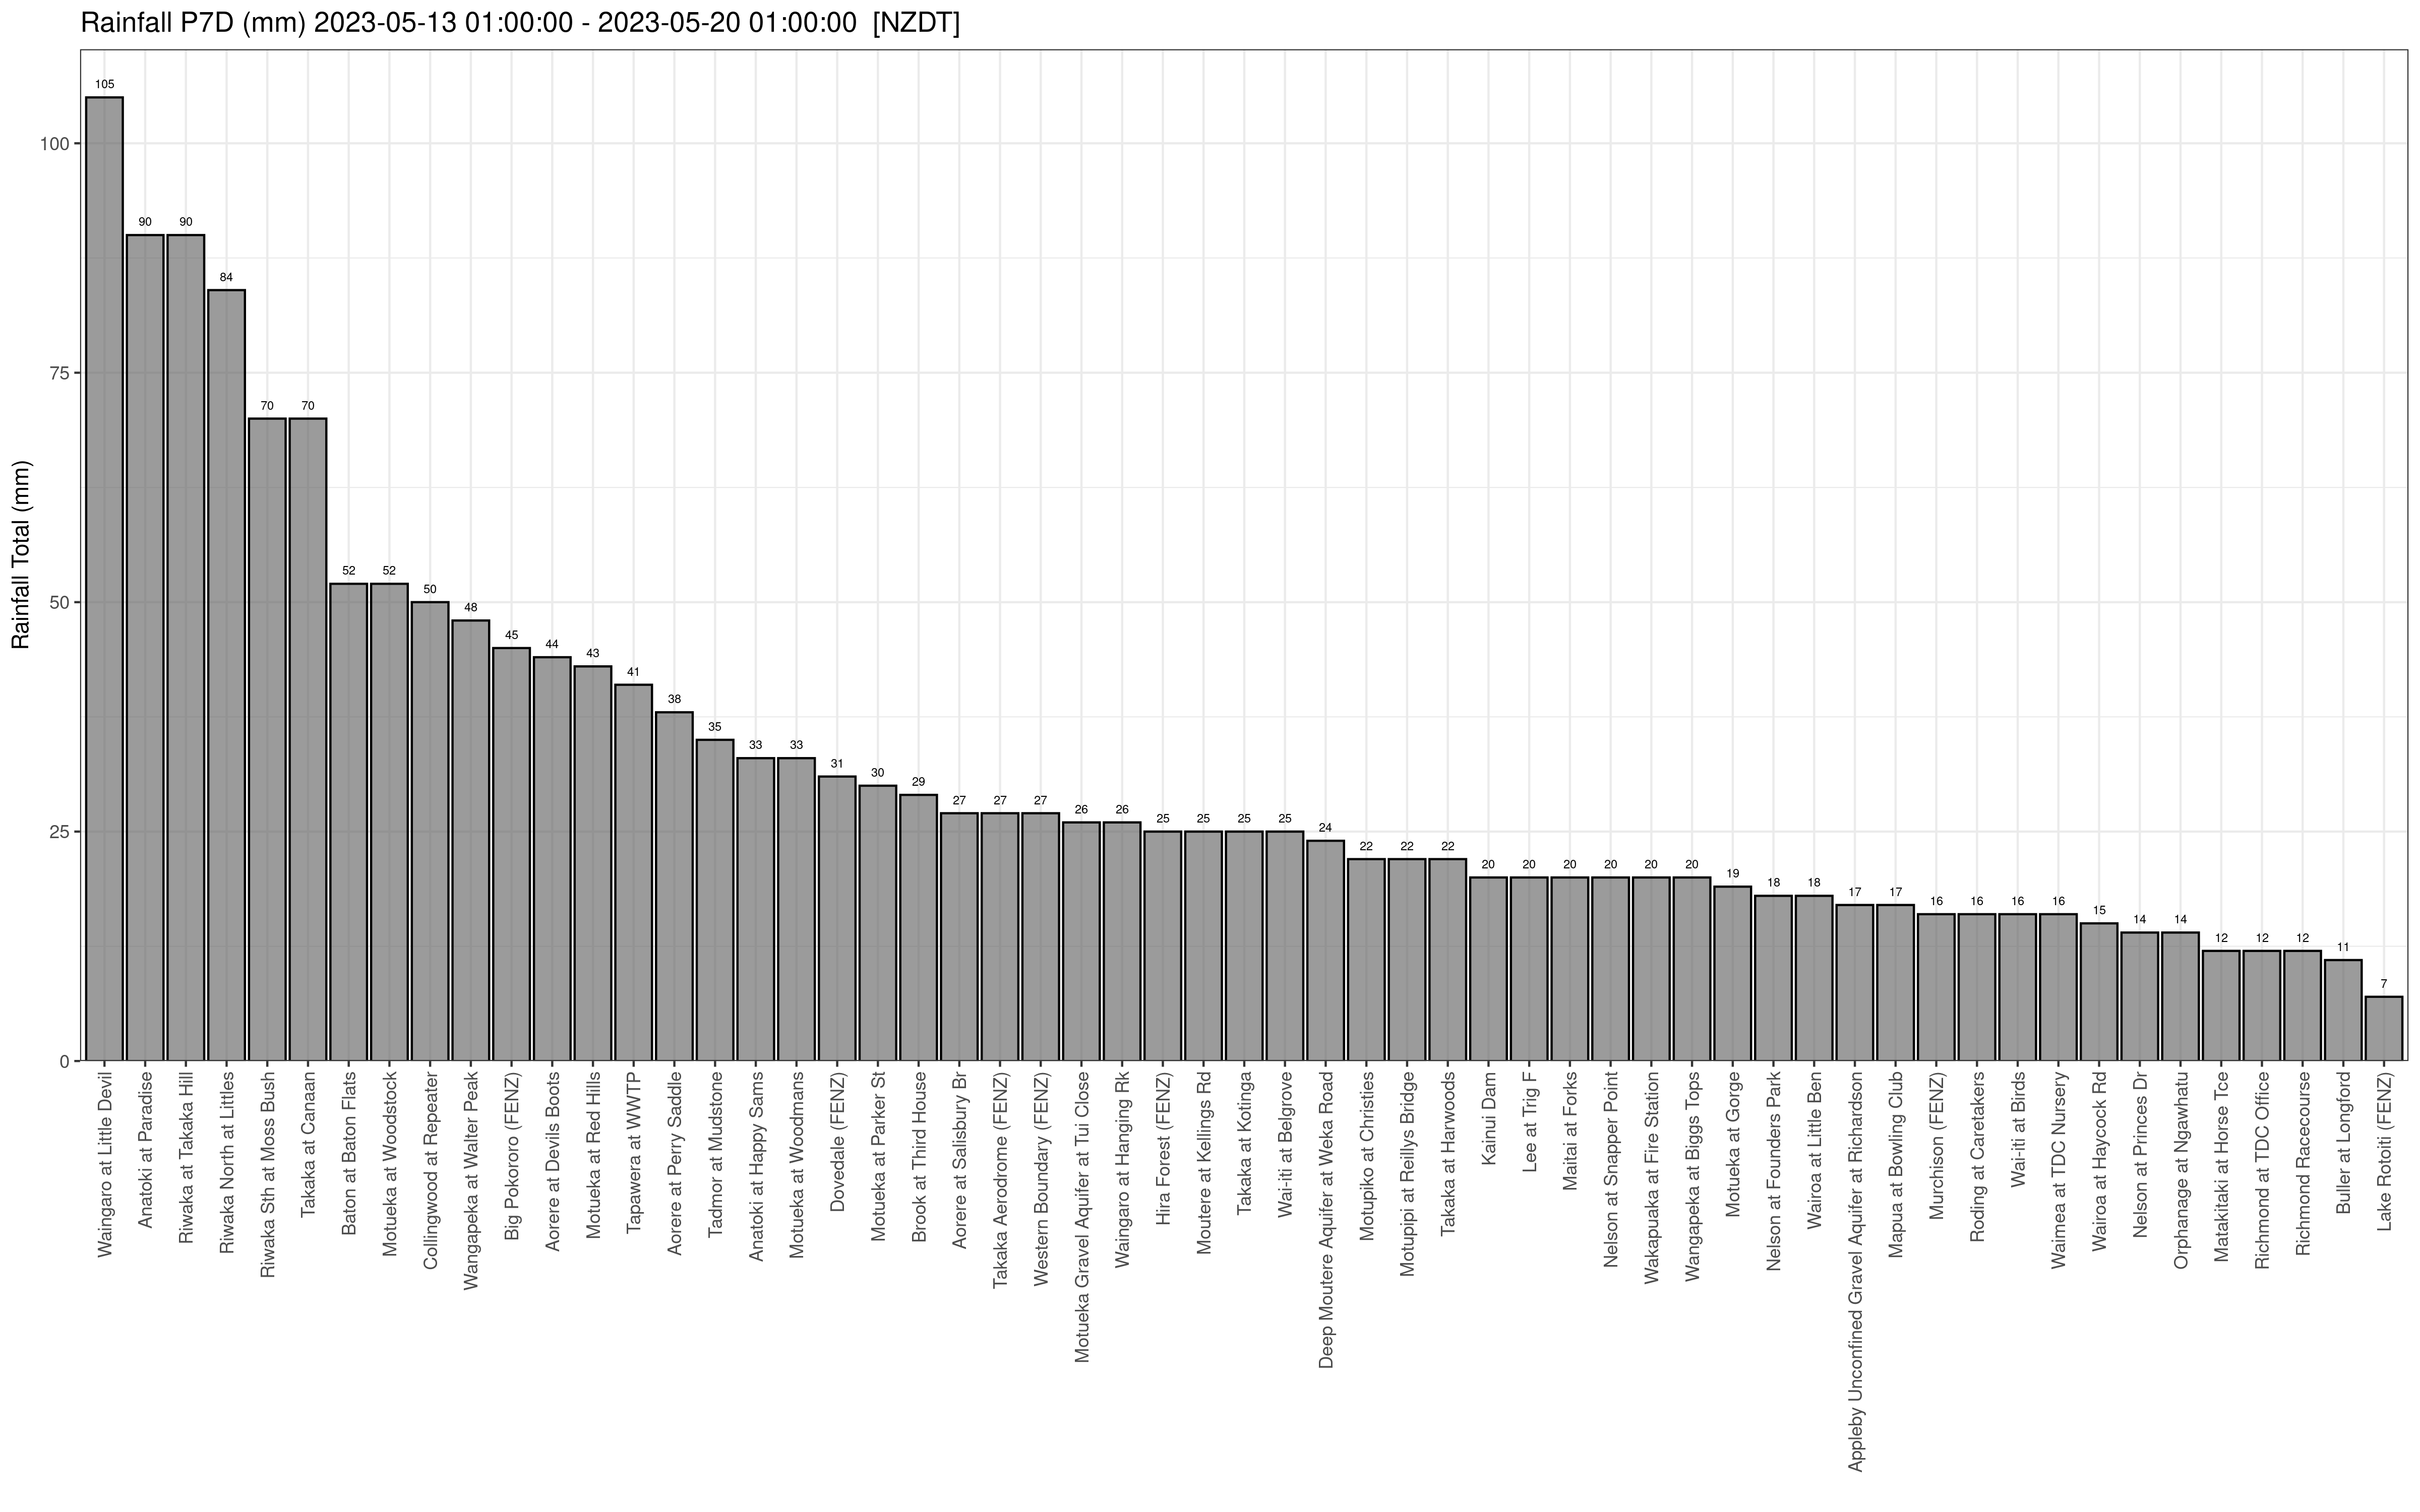 Rainfall P7D (mm) 2023-05-13 01:00:00 - 2023-05-20 01:00:00 [NZDT]
Rainfall Total (mm)
100
75
50
25
0
105
90
90
84
70
70
52
52
50
48
45
44
43
41
38
35
33
33
31
30
29
27
27
27
26
26
25
25
25
25
24
22
22
22
20
20
20
20
20
20
19
18
18
17
17
16
16
16
16
15
14
14
12
12
12
11
7
Waingaro at Little Devil
Anatoki at Paradise
Riwaka at Takaka Hill
Riwaka North at Littles
Riwaka Sth at Moss Bush
Takaka at Canaan
Baton at Baton Flats
Motueka at Woodstock
Collingwood at Repeater
Wangapeka at Walter Peak
Big Pokororo (FENZ)
Aorere at Devils Boots
Motueka at Red Hills
Tapawera at WWTP
Aorere at Perry Saddle
Tadmor at Mudstone
Anatoki at Happy Sams
Motueka at Woodmans
Dovedale (FENZ)
Motueka at Parker St
Brook at Third House
Aorere at Salisbury Br
Takaka Aerodrome (FENZ)
Western Boundary (FENZ)
Motueka Gravel Aquifer at Tui Close
Waingaro at Hanging Rk
Hira Forest (FENZ)
Moutere at Kellings Rd
Takaka at Kotinga
Wai-iti at Belgrove
Deep Moutere Aquifer at Weka Road
Motupiko at Christies
Motupipi at Reillys Bridge
Takaka at Harwoods
Kainui Dam
Lee at Trig F
Maitai at Forks
Nelson at Snapper Point
Wakapuaka at Fire Station
Wangapeka at Biggs Tops
Motueka at Gorge
Nelson at Founders Park
Wairoa at Little Ben
Appleby Unconfined Gravel Aquifer at Richardson
Mapua at Bowling Club
Murchison (FENZ)
Roding at Caretakers
Wai-iti at Birds
Waimea at TDC Nursery
Wairoa at Haycock Rd
Nelson at Princes Dr
Orphanage at Ngawhatu
Matakitaki at Horse Tce
Richmond at TDC Office
Richmond Racecourse
Buller at Longford
Lake Rotoiti (FENZ)